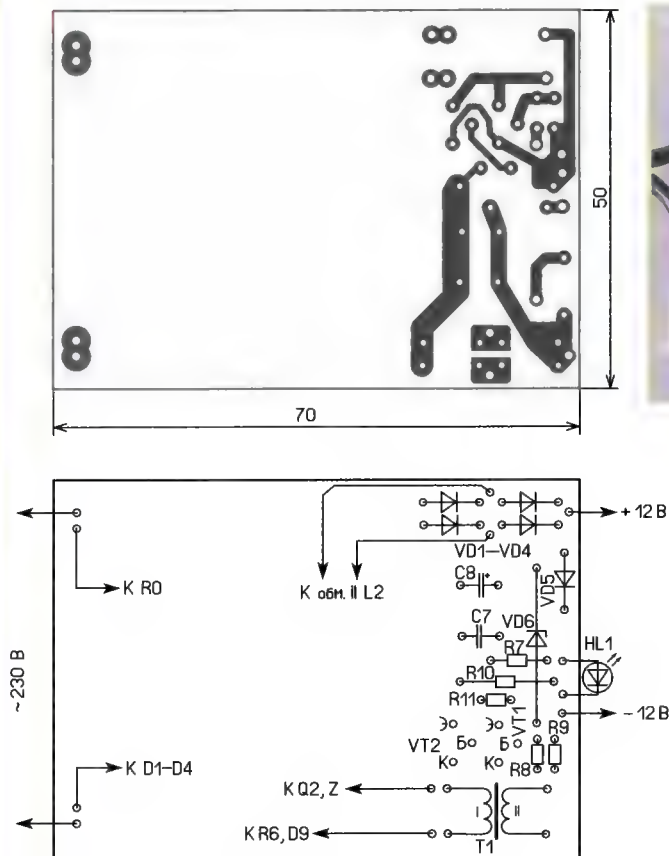 50
70
+12 В
VD1—VD4
К R0
К обм. II L2
C8
+
VD5
C7
VD6
HL1
R7
~230 В
R10
R11
−12 В
VT1
Э
Э
R9
VT2
Б
Б
К D1—D4
К
К
R8
К Q2, Z
I
II
К R6, D9
T1